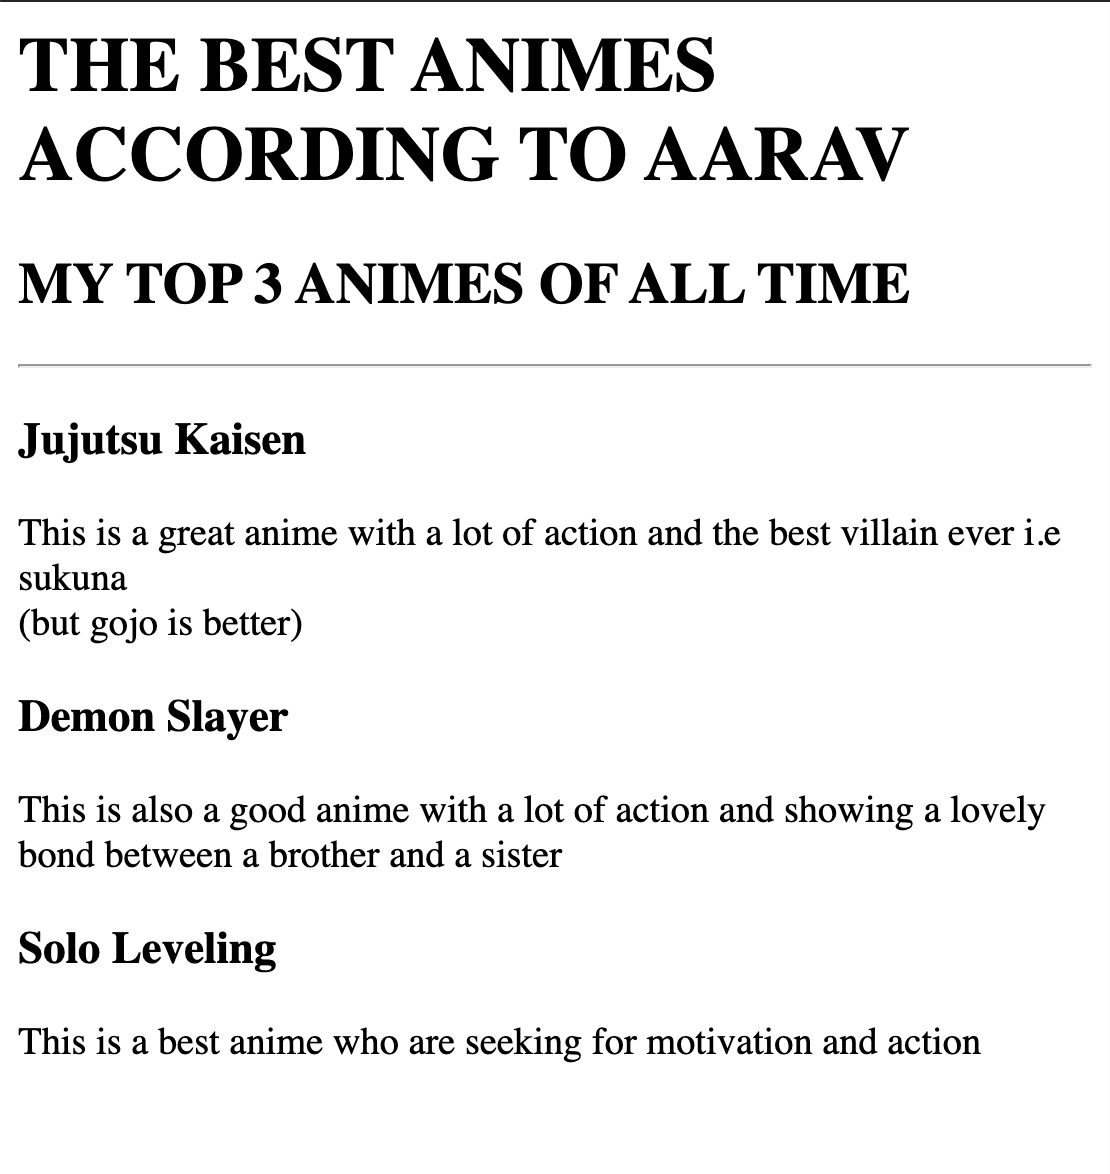 THE BEST ANIMES
ACCORDING TO AARAV
MY TOP 3 ANIMES OF ALL TIME
Jujutsu Kaisen
This is a great anime with a lot of action and the best villain ever i.e
sukuna
(but gojo is better)
Demon Slayer
This is also a good anime with a lot of action and showing a lovely
bond between a brother and a sister
Solo Leveling
This is a best anime who are seeking for motivation and action